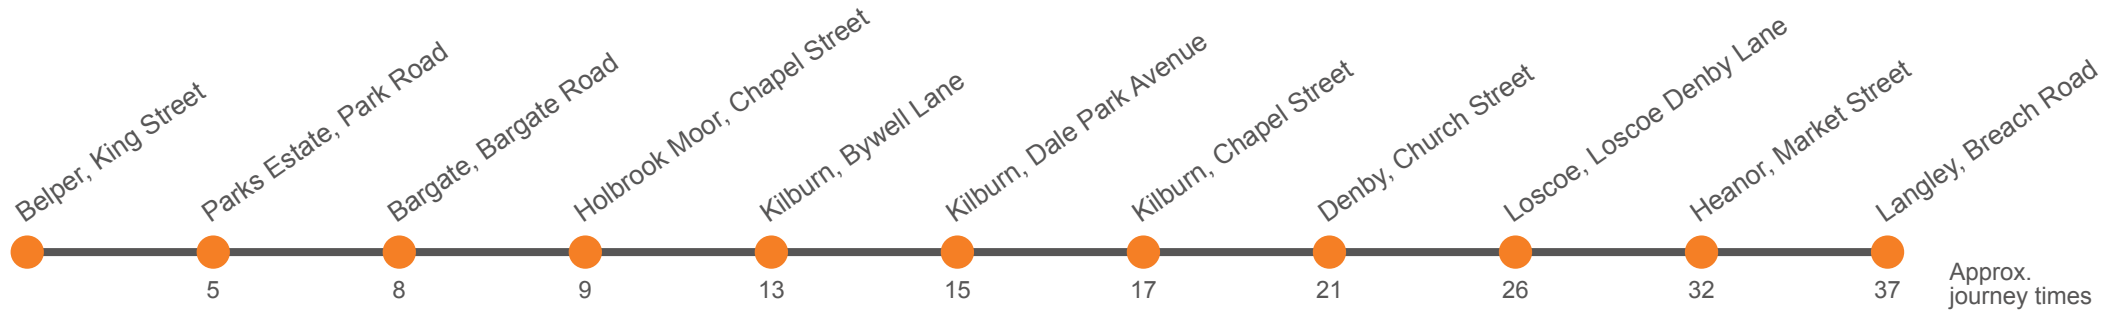 Belper, King Street
Parks Estate, Park Road
Bargate, Bargate Road
Holbrook Moor, Chapel Street
Kilburn, Bywell Lane
Kilburn, Dale Park Avenue
Kilburn, Chapel Street
Denby, Church Street
Loscoe, Loscoe Denby Lane
Heanor, Market Street
Langley, Breach Road
5
8
9
13
15
17
21
26
32
37
Approx.
journey times